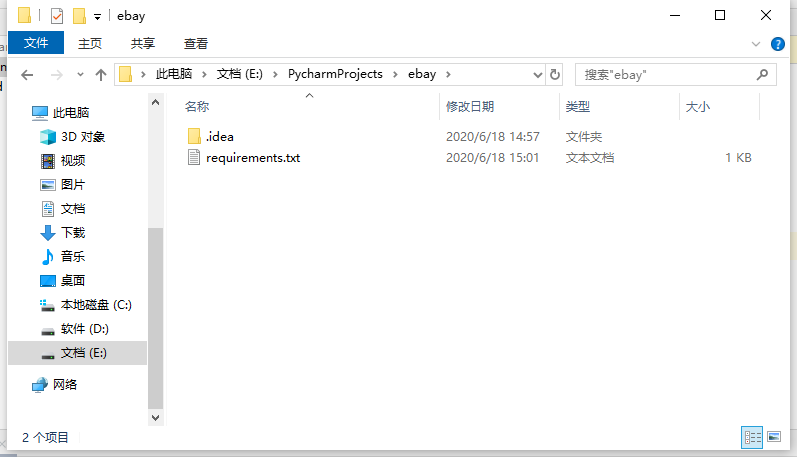 ebay
文件 主页 共享 查看
此电脑 文档 (E:) PycharmProjects ebay
搜索"ebay"
名称 修改日期 类型 大小
.idea 2020/6/18 14:57 文件夹
requirements.txt 2020/6/18 15:01 文本文档 1 KB
此电脑
3D 对象
视频
图片
文档
下载
音乐
桌面
本地磁盘 (C:)
软件 (D:)
文档 (E:)
网络
2 个项目